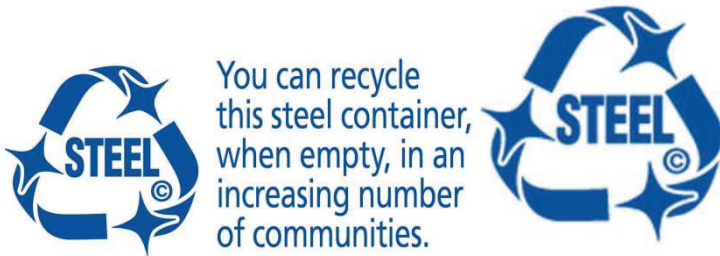 STEEL
©
You can recycle
this steel container,
when empty, in an
increasing number
of communities.
STEEL
©